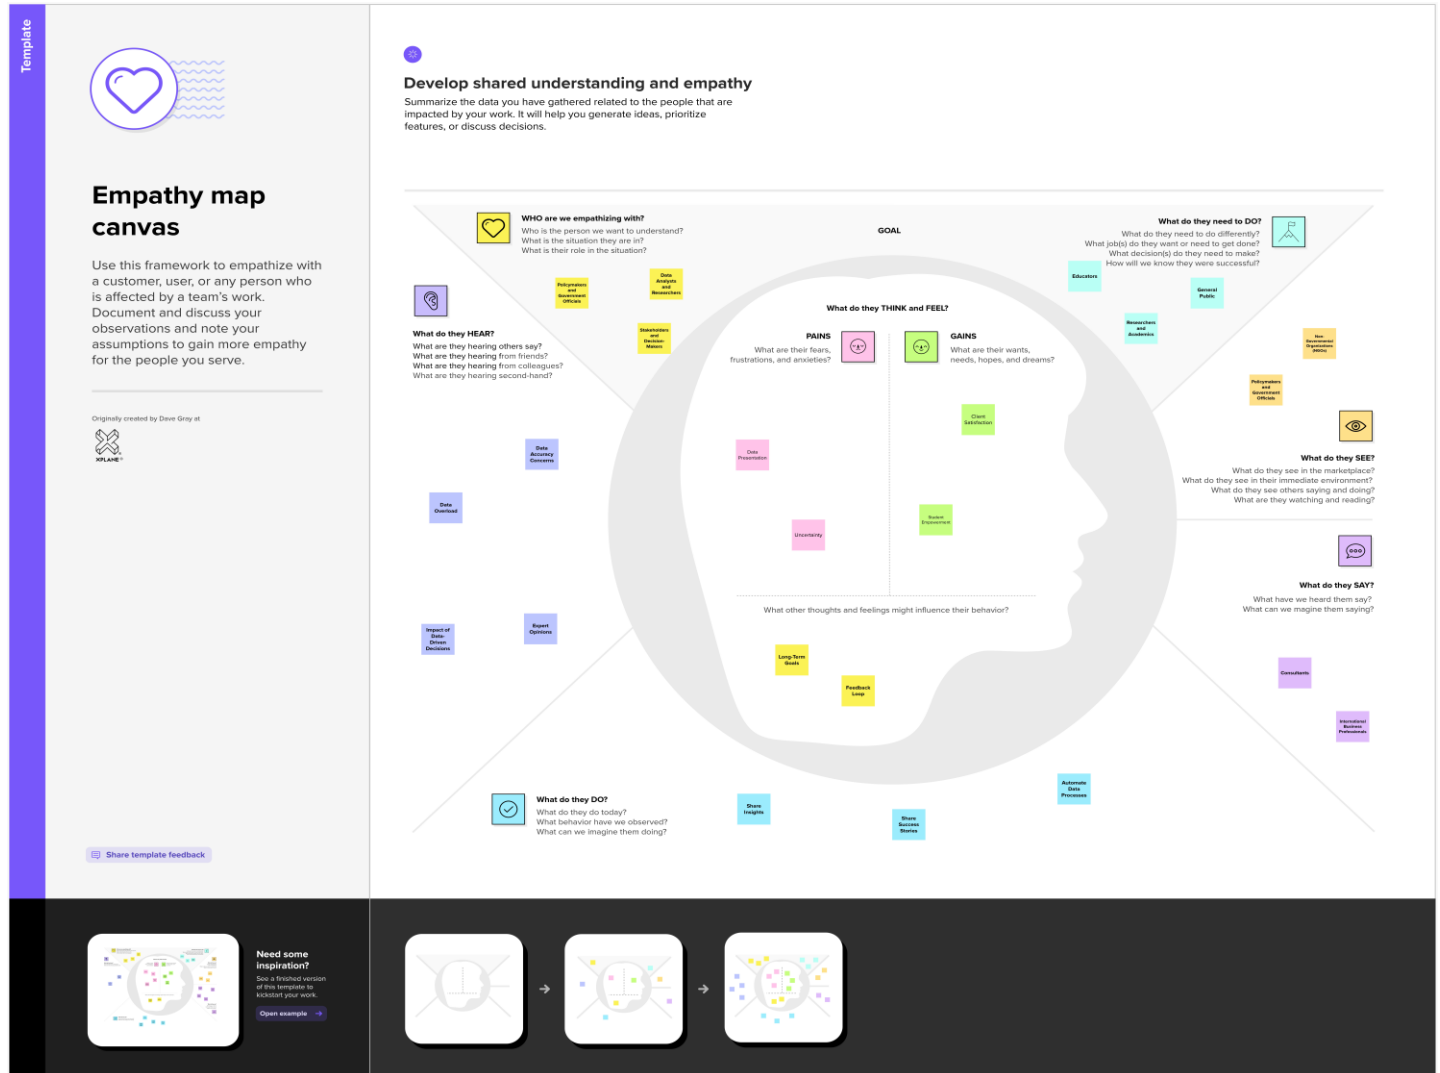 Template
Empathy map
canvas
Use this framework to empathize with
a customer, user, or any person who
is affected by a team's work.
Document and discuss your
observations and note your
assumptions to gain more empathy
for the people you serve.
Originally created by Dave Gray at
XPLANE
Share template feedback
Develop shared understanding and empathy
Summarize the data you have gathered related to the people that are
impacted by your work. It will help you generate ideas, prioritize
features, or discuss decisions.
WHO are we empathizing with?
Who is the person we want to understand?
What is the situation they are in?
What is their role in the situation?
Policymakers
and
Government
Officials
Data
Analysts
and
Researchers
Stakeholders
and
Decision-
Makers
GOAL
What do they need to DO?
What do they need to do differently?
What job(s) do they want or need to get done?
What decision(s) do they need to make?
How will we know they were successful?
Educators
General
Public
Researchers
and
Academics
What do they HEAR?
What are they hearing others say?
What are they hearing from friends?
What are they hearing from colleagues?
What are they hearing second-hand?
Data
Accuracy
Concerns
Data
Overload
Impact of
Data-
Driven
Decisions
Expert
Opinions
What do they THINK and FEEL?
PAINS
What are their fears,
frustrations, and anxieties?
GAINS
What are their wants,
needs, hopes, and dreams?
Data
Presentation
Uncertainty
Client
Satisfaction
Empowerment
What other thoughts and feelings might influence their behavior?
Long-Term
Goals
Feedback
Loop
Non-
Governmental
Organizations
(NGOs)
Policymakers
and
Government
Officials
What do they SEE?
What do they see in the marketplace?
What do they see in their immediate environment?
What do they see others saying and doing?
What are they watching and reading?
What do they SAY?
What have we heard them say?
What can we magine them saying?
Consultants
International
Business
Professionals
What do they DO?
What do they do today?
What behavior have we observed?
What can we imagine them doing?
Share
Insights
Share
Success
Stories
Automate
Data
Processes
Need some
inspiration?
See a finished version
of this template to
kickstart your work.
Open example